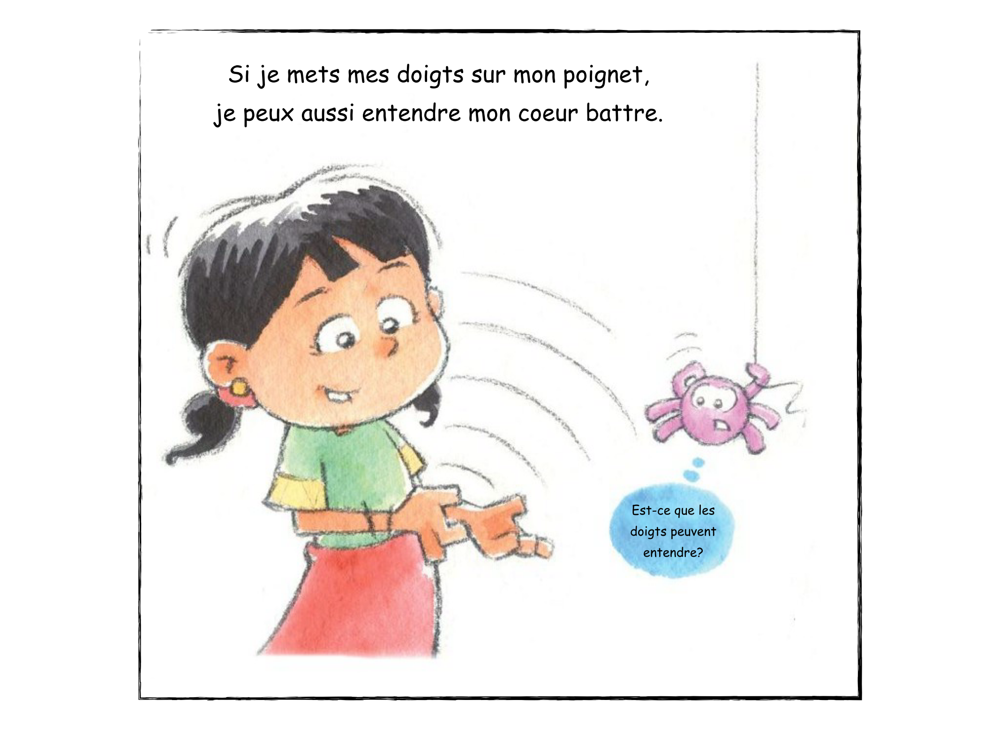 Si je mets mes doigts sur mon poignet,
je peux aussi entendre mon coeur battre.
Est-ce que les
doigts peuvent
entendre?